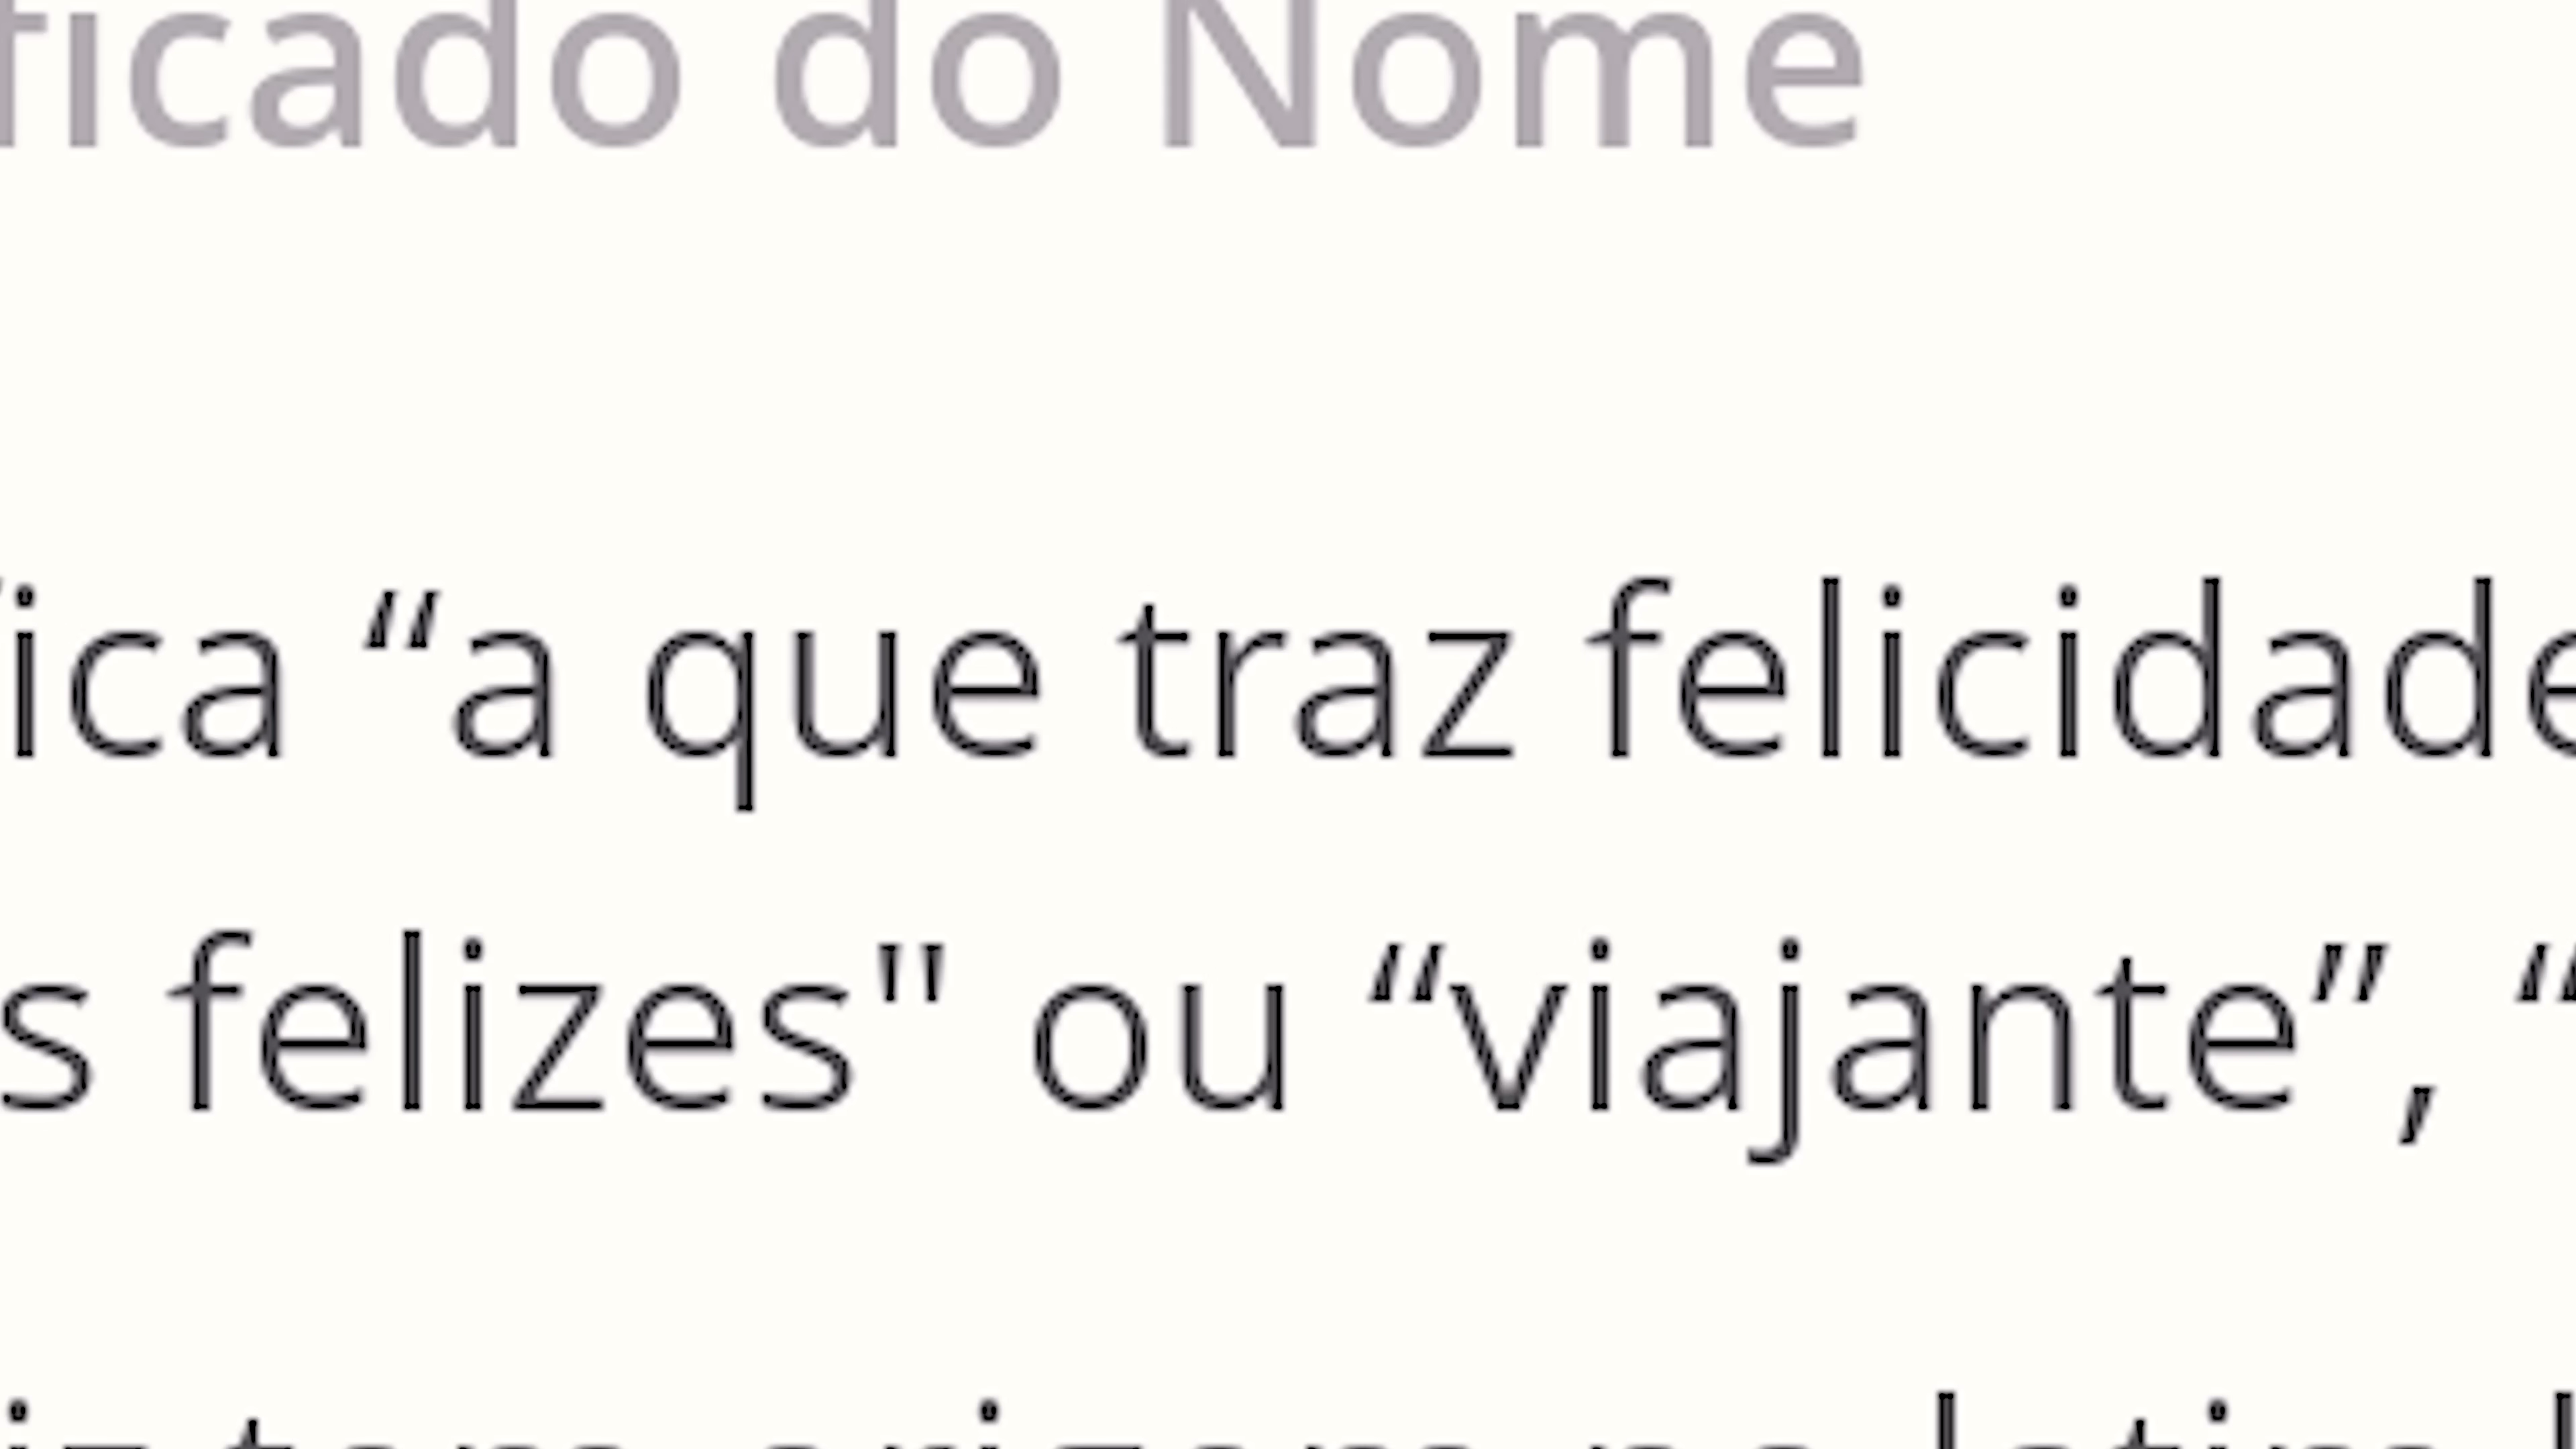 ficado do Nome
ica “a que traz felicidade
s felizes" ou “viajante”, “